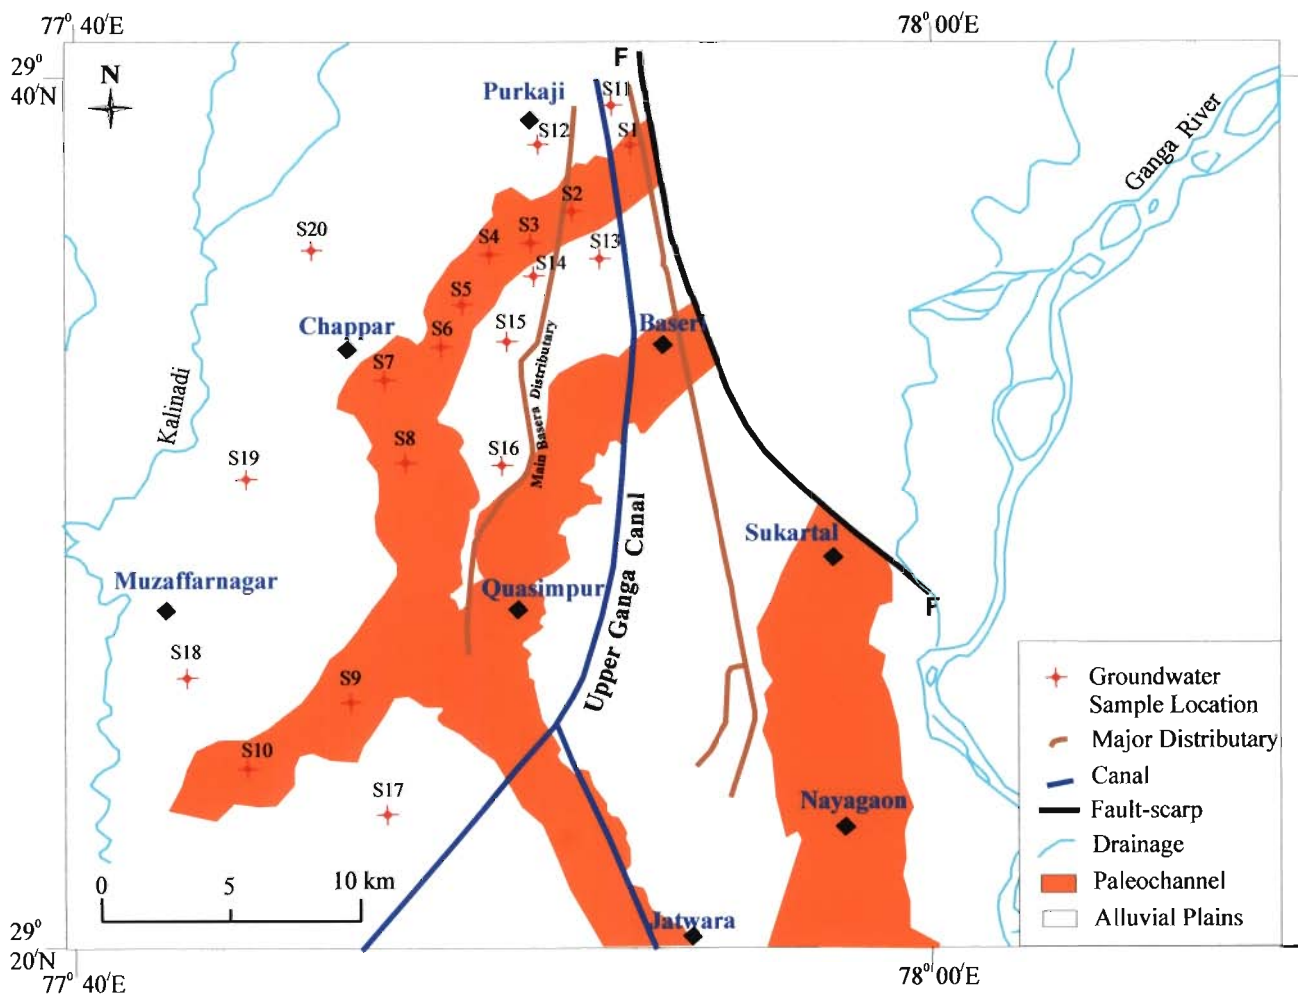 77° 40′E
78° 00′E
29°
40′N
N
F
Purkaji
S11
S12
S1
Ganga River
S2
S20
S3
S13
S4
S14
S5
Chappar
S15
Baseri
S6
S7
Main Basera Distributary
Kalinadi
S8
S16
S19
Upper Ganga Canal
Sukartal
Muzaffarnagar
Quasimpur
F
S18
S9
Groundwater
Sample Location
Major Distributary
S10
Canal
S17
Nayagaon
Fault-scarp
Drainage
0 5 10 km
Paleochannel
Jatwara
Alluvial Plains
29°
20′N
77° 40′E
78° 00′E